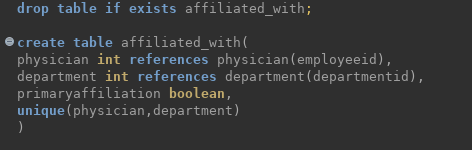 drop table if exists affiliated_with;
create table affiliated_with(
physician int references physician(employeeid),
department int references department(departmentid),
primaryaffiliation boolean,
unique(physician,department)
)